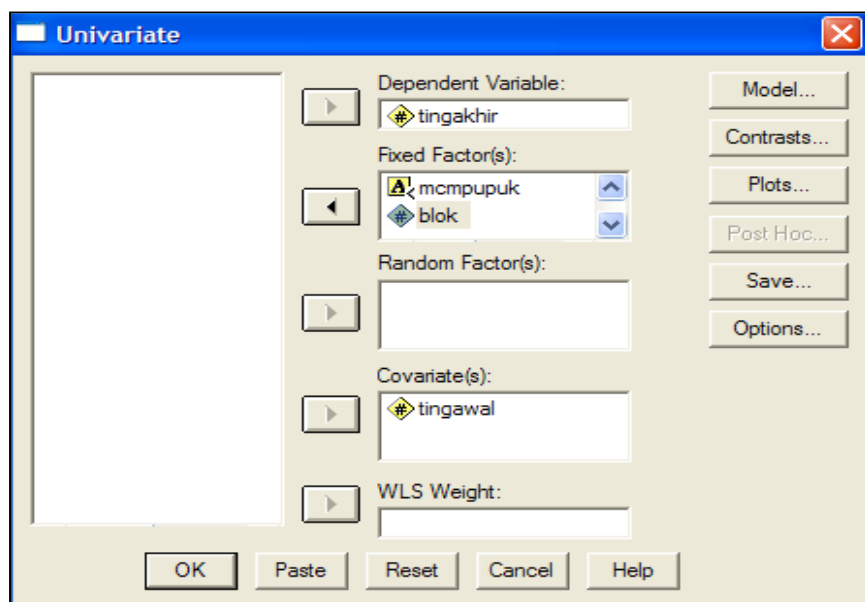 Univariate
Dependent Variable:
tingakhir
Fixed Factor(s):
mcmpupuk
blok
Random Factor(s):
Covariate(s):
tingawal
WLS Weight:
Model...
Contrasts...
Plots...
Post Hoc...
Save...
Options...
OK
Paste
Reset
Cancel
Help